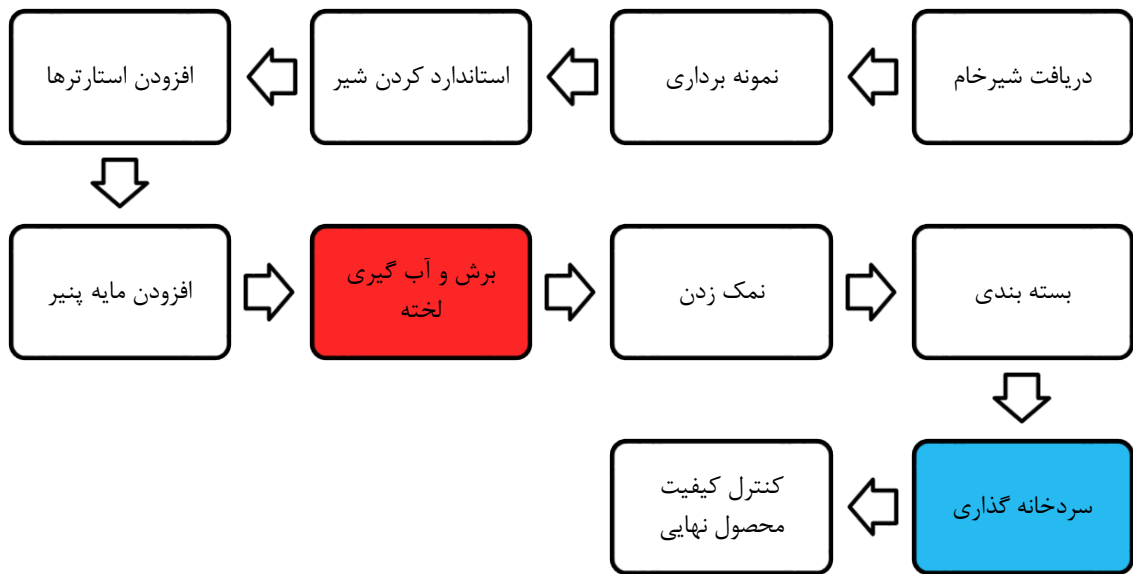 دریافت شیرخام
نمونه برداری
استاندارد کردن شیر
افزودن استارترها
افزودن مایه پنیر
برش و آب گیری
لخته
نمک زدن
بسته بندی
سردخانه گذاری
کنترل کیفیت
محصول نهایی